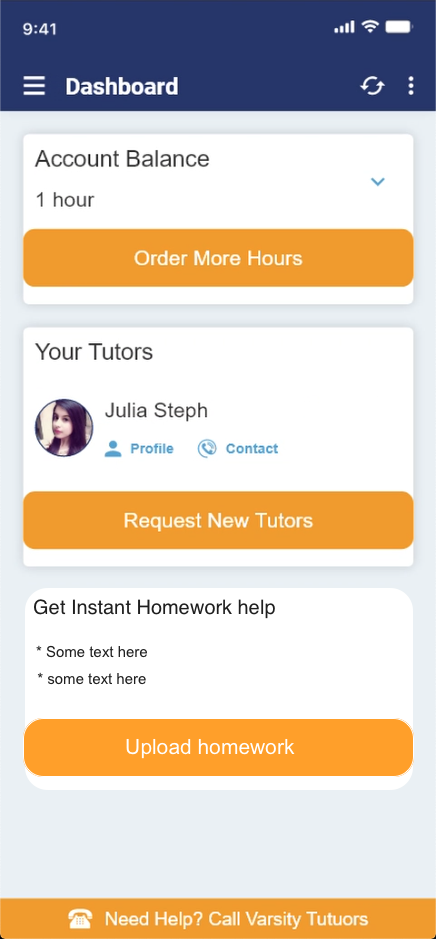 9:41
Dashboard
Account Balance
1 hour
Order More Hours
Your Tutors
Julia Steph
Profile Contact
Request New Tutors
Get Instant Homework help
* Some text here
* some text here
Upload homework
Need Help? Call Varsity Tutuors